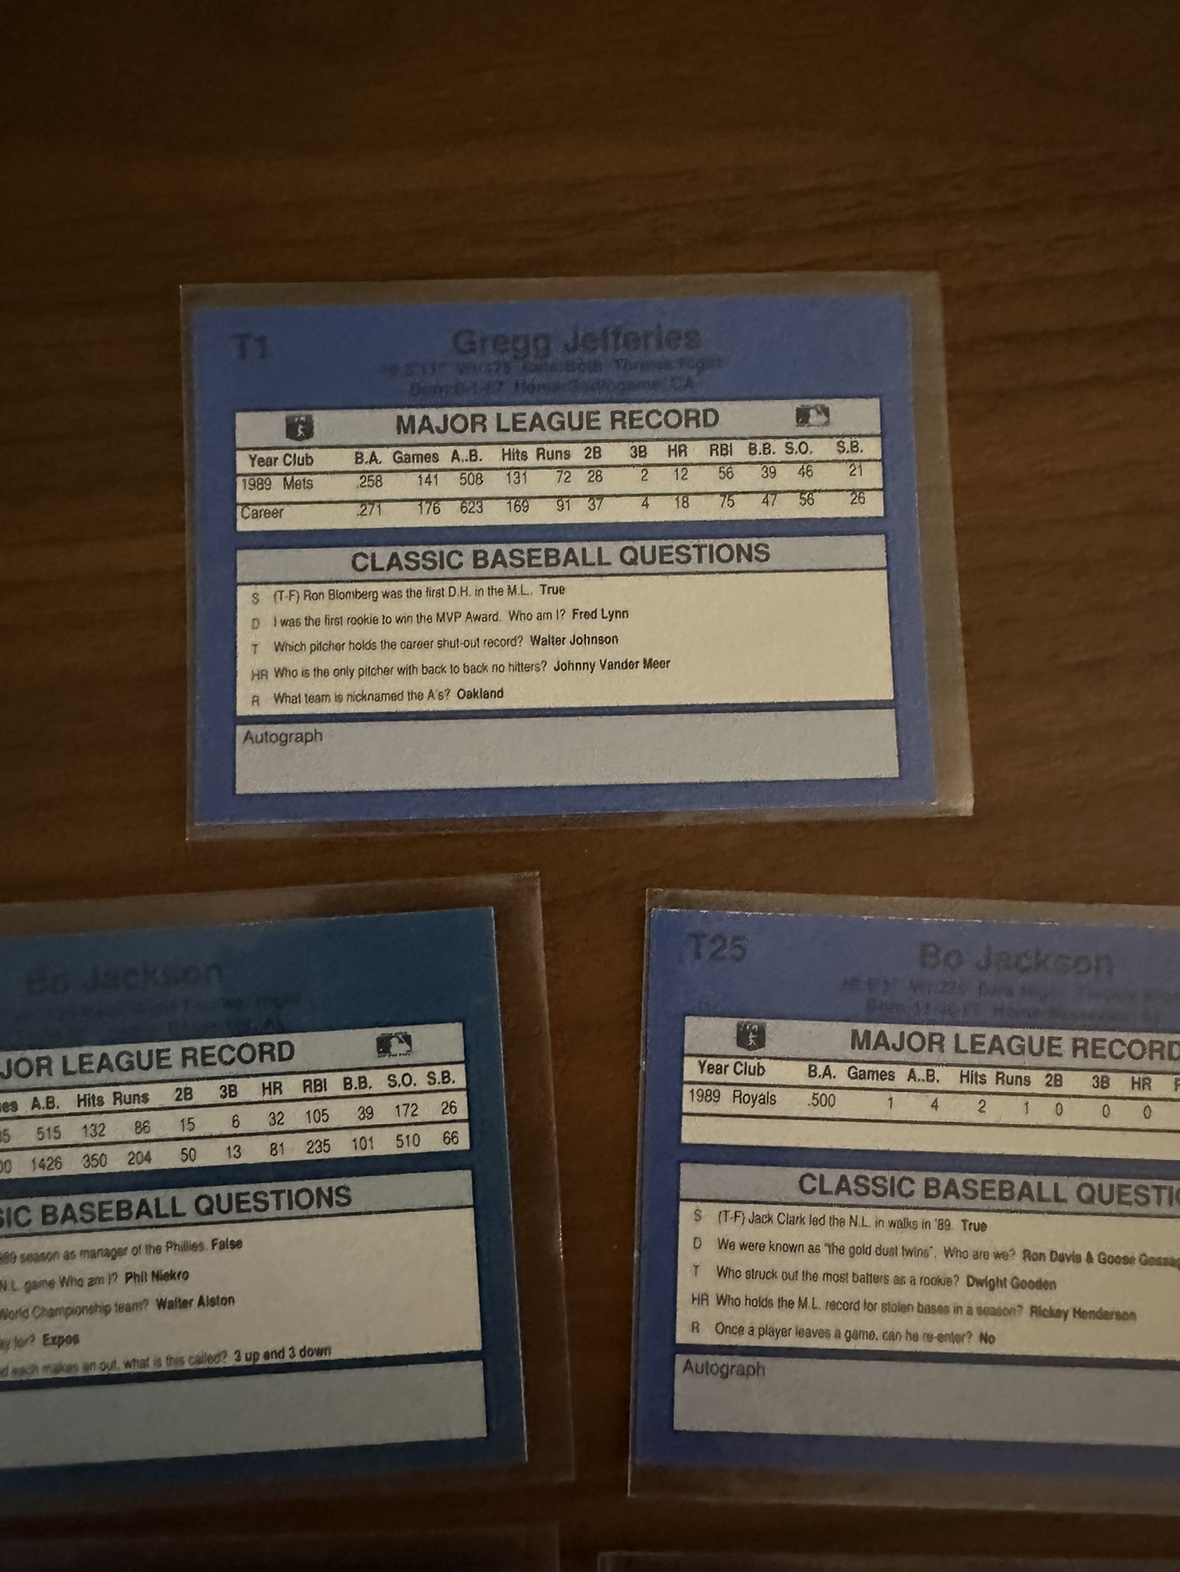 T1
Gregg Jefferies
MAJOR LEAGUE RECORD
Year Club B.A. Games A..B. Hits Runs 2B 3B HR RBI B.B. S.O. S.B.
1989 Mets .258 141 508 131 72 28 2 12 56 39 46 21
Career .271 176 623 169 91 37 4 18 75 47 56 26
CLASSIC BASEBALL QUESTIONS
S (T-F) Ron Blomberg was the first D.H. in the M.L. True
D I was the first rookie to win the MVP Award. Who am I? Fred Lynn
T Which pitcher holds the career shut-out record? Walter Johnson
HR Who is the only pitcher with back to back no hitters? Johnny Vander Meer
R What team is nicknamed the A's? Oakland
Autograph
Bo Jackson
JOR LEAGUE RECORD
es A.B. Hits Runs 2B 3B HR RBI B.B. S.O. S.B.
5 515 132 86 15 6 32 105 39 172 26
00 1426 350 204 50 13 81 235 101 510 66
SIC BASEBALL QUESTIONS
89 season as manager of the Phillies. False
N.L. game Who am I? Phil Niekro
World Championship team? Walter Alston
ay for? Expos
d each makes an out, what is this called? 3 up and 3 down
T25
Bo Jackson
MAJOR LEAGUE RECORD
Year Club B.A. Games A..B. Hits Runs 2B 3B HR
1989 Royals .500 1 4 2 1 0 0 0
CLASSIC BASEBALL QUESTI
S (T-F) Jack Clark led the N.L. in walks in '89. True
D We were known as "the gold dust twins". Who are we? Ron Davis & Goose Gossag
T Who struck out the most batters as a rookie? Dwight Gooden
HR Who holds the M.L. record for stolen bases in a season? Rickey Henderson
R Once a player leaves a game, can he re-enter? No
Autograph